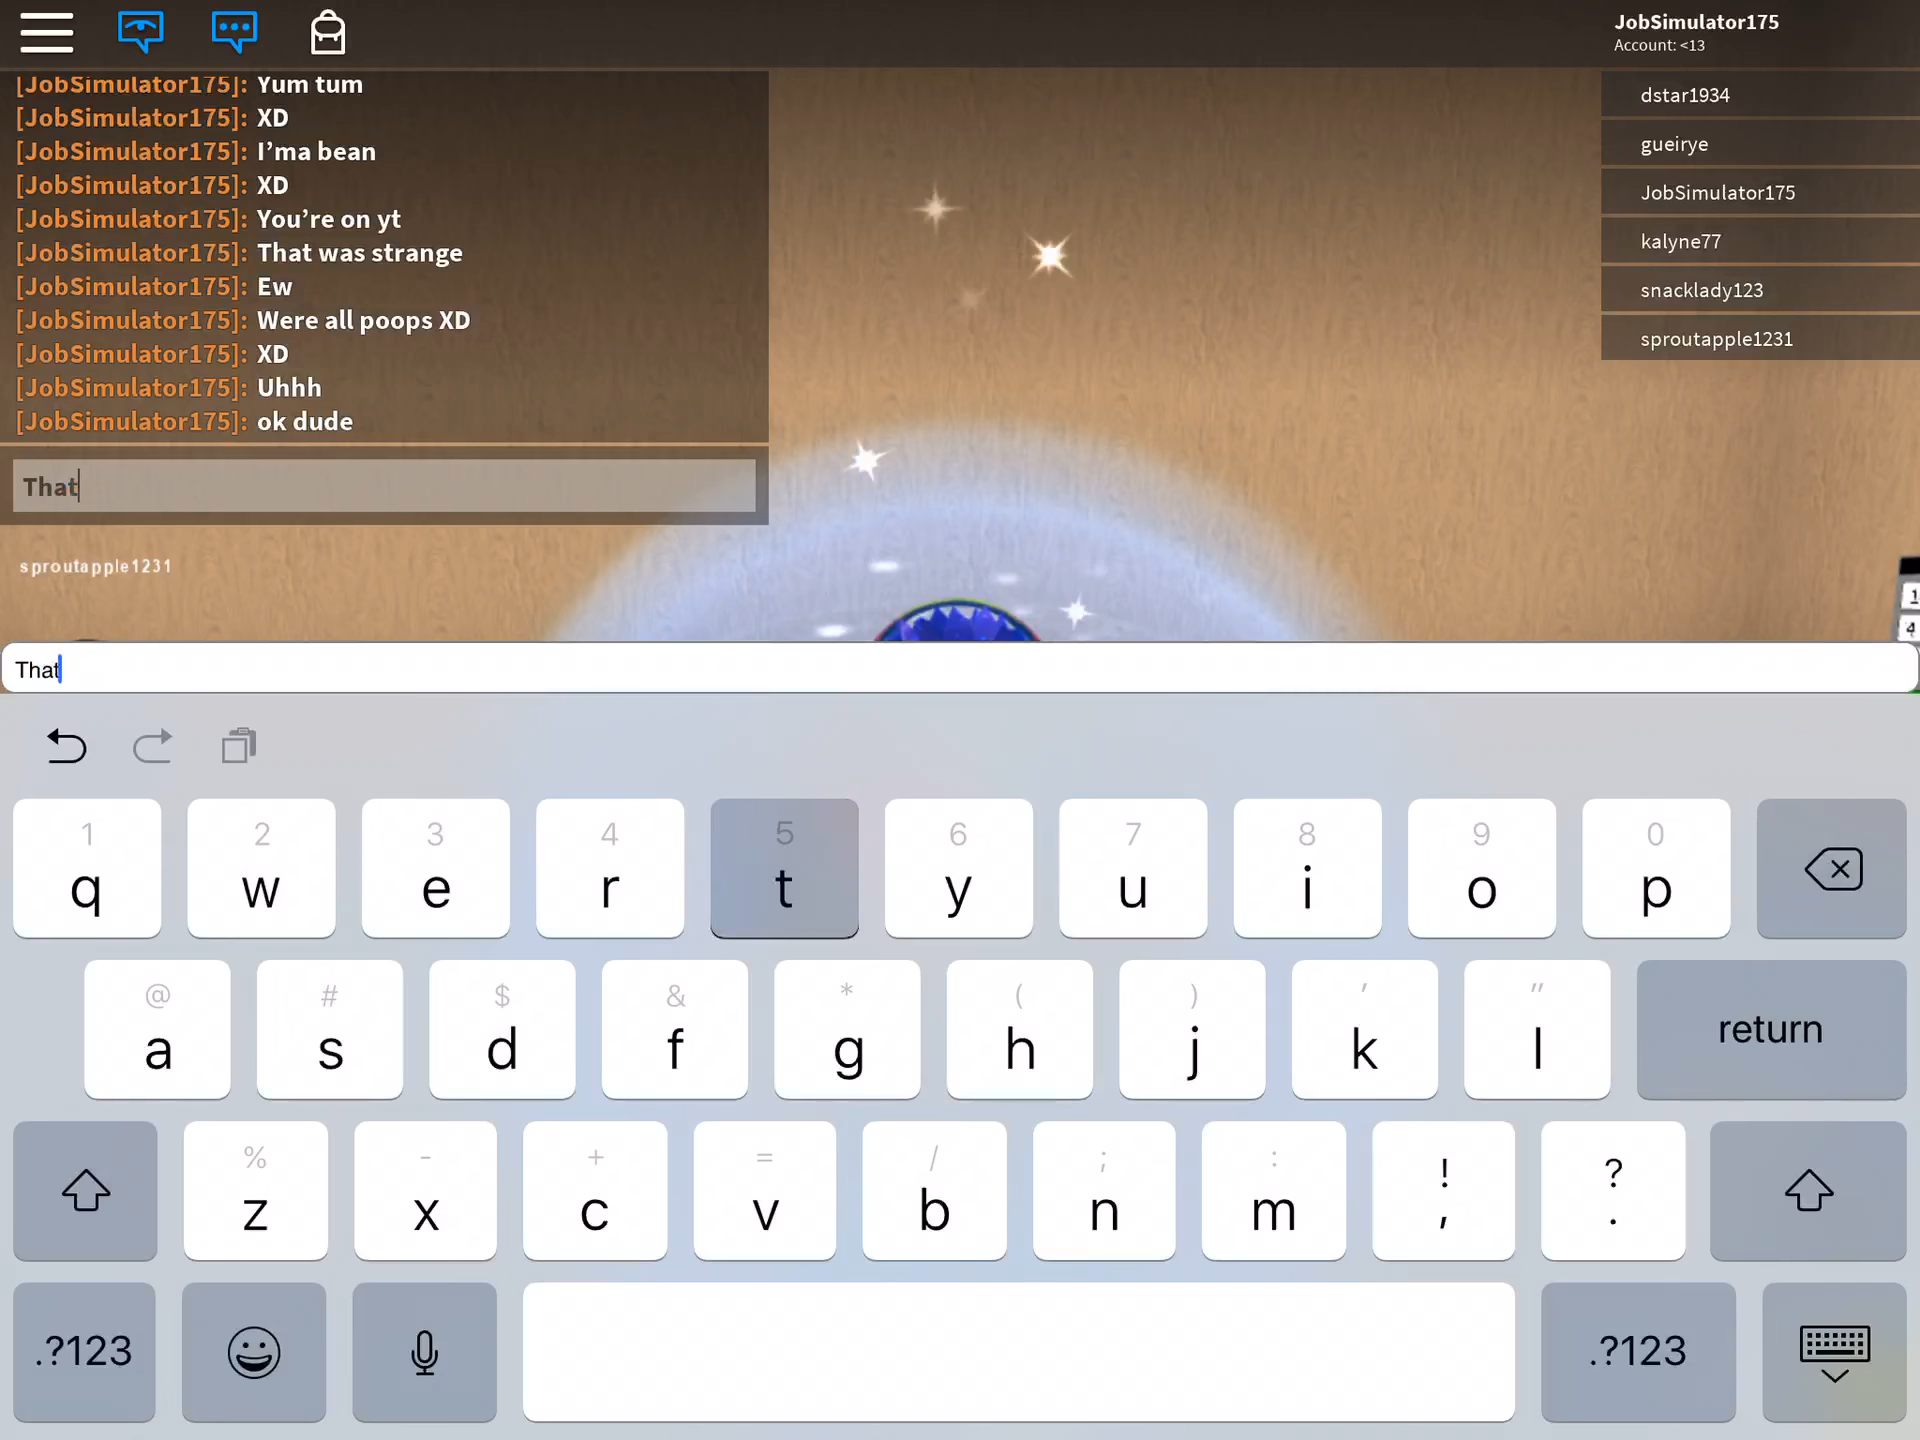 JobSimulator175
Account: <13
[JobSimulator175]: Yum tum
[JobSimulator175]: XD
[JobSimulator175]: I’ma bean
[JobSimulator175]: XD
[JobSimulator175]: You’re on yt
[JobSimulator175]: That was strange
[JobSimulator175]: Ew
[JobSimulator175]: Were all poops XD
[JobSimulator175]: XD
[JobSimulator175]: Uhhh
[JobSimulator175]: ok dude
That
dstar1934
gueirye
JobSimulator175
kalyne77
snacklady123
sproutapple1231
sproutapple1231
1
4
That
1 2 3 4 5 6 7 8 9 0
q w e r t y u i o p
@ # $ & * ( ) ' "
a s d f g h j k l return
% - + = / ; : ! ?
z x c v b n m , .
.?123 .?123